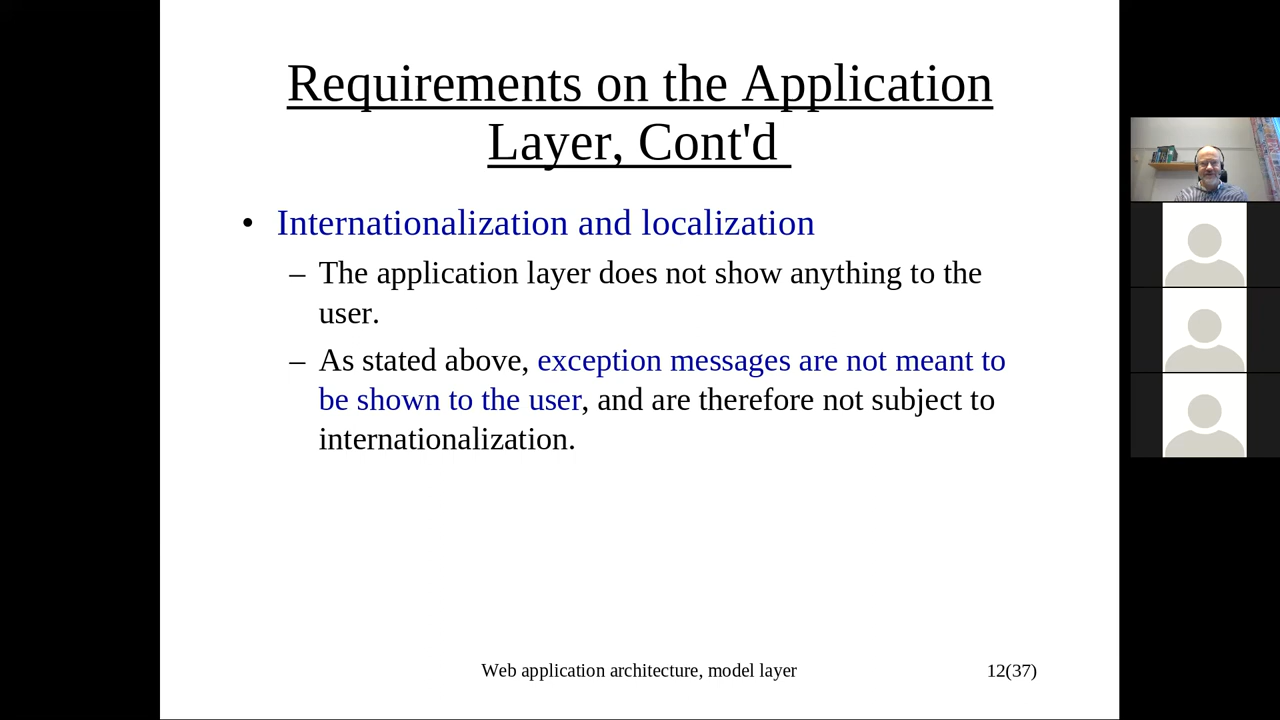 Requirements on the Application
Layer, Cont'd
• Internationalization and localization
– The application layer does not show anything to the
user.
– As stated above, exception messages are not meant to
be shown to the user, and are therefore not subject to
internationalization.
Web application architecture, model layer
12(37)